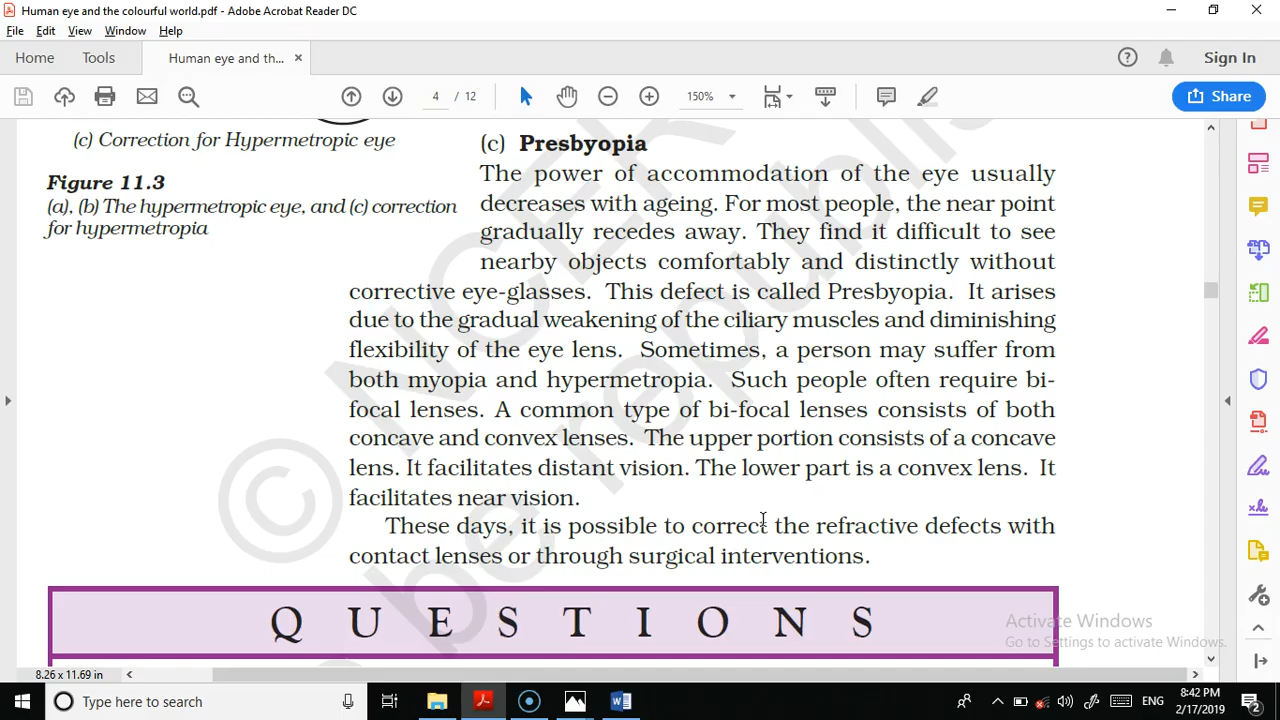 Human eye and the colourful world.pdf - Adobe Acrobat Reader DC
File Edit View Window Help
Home Tools Human eye and th... × Sign In
4 / 12 150% Share
(c) Correction for Hypermetropic eye
Figure 11.3
(a), (b) The hypermetropic eye, and (c) correction
for hypermetropia
(c) Presbyopia
The power of accommodation of the eye usually
decreases with ageing. For most people, the near point
gradually recedes away. They find it difficult to see
nearby objects comfortably and distinctly without
corrective eye-glasses. This defect is called Presbyopia. It arises
due to the gradual weakening of the ciliary muscles and diminishing
flexibility of the eye lens. Sometimes, a person may suffer from
both myopia and hypermetropia. Such people often require bi-
focal lenses. A common type of bi-focal lenses consists of both
concave and convex lenses. The upper portion consists of a concave
lens. It facilitates distant vision. The lower part is a convex lens. It
facilitates near vision.
These days, it is possible to correct the refractive defects with
contact lenses or through surgical interventions.
QUESTIONS
Activate Windows
Go to Settings to activate Windows.
8.26 x 11.69 in
Type here to search
ENG
8:42 PM
2/17/2019
2